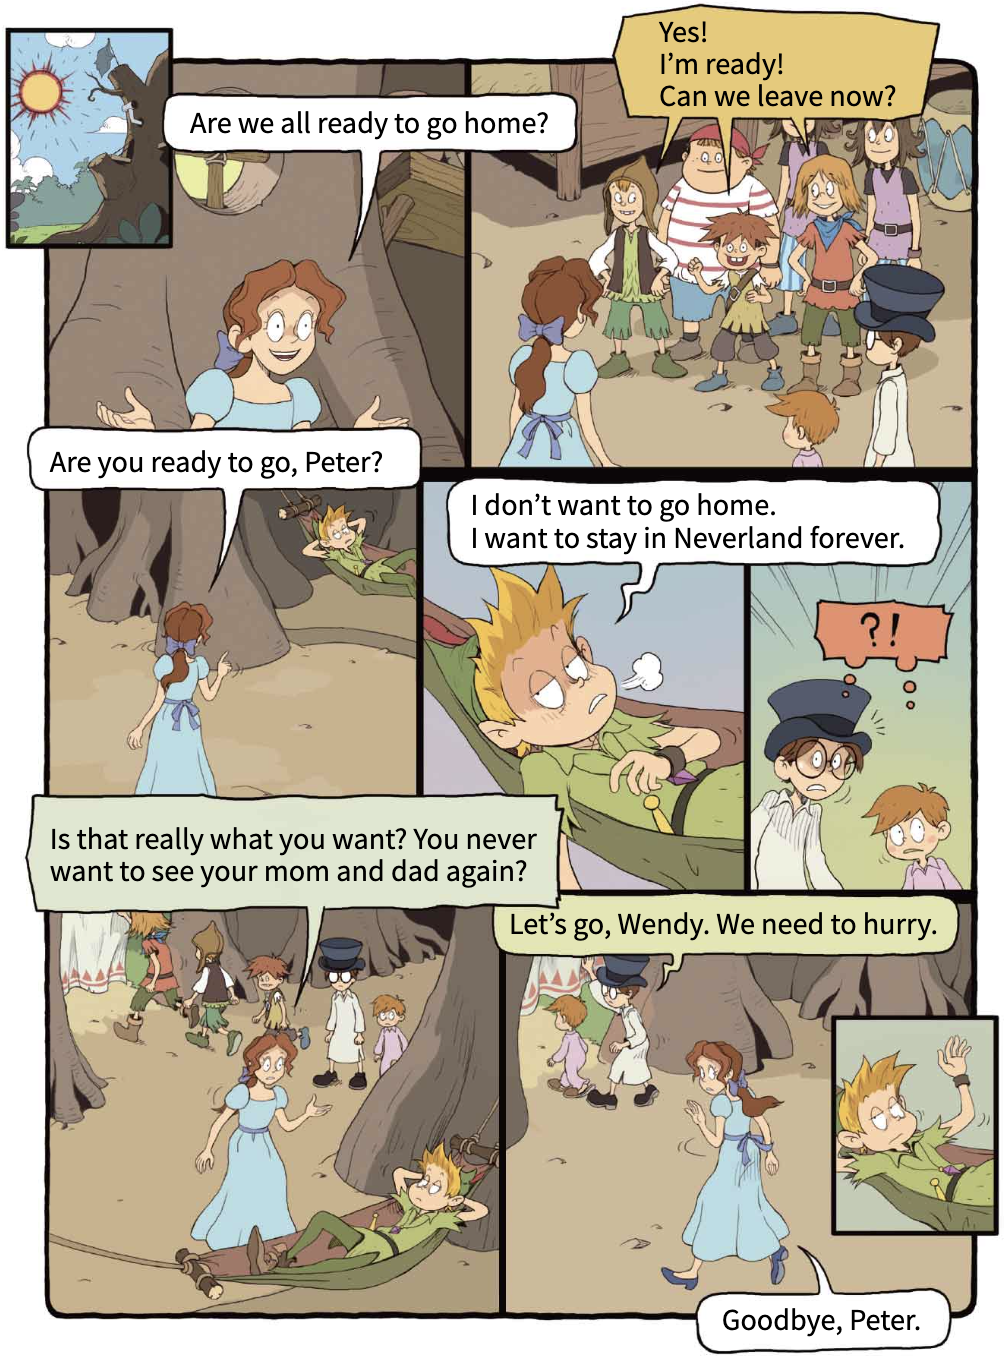 Are we all ready to go home?
Yes!
I'm ready!
Can we leave now?
Are you ready to go, Peter?
I don't want to go home.
I want to stay in Neverland forever.
?!
Is that really what you want? You never
want to see your mom and dad again?
Let's go, Wendy. We need to hurry.
Goodbye, Peter.